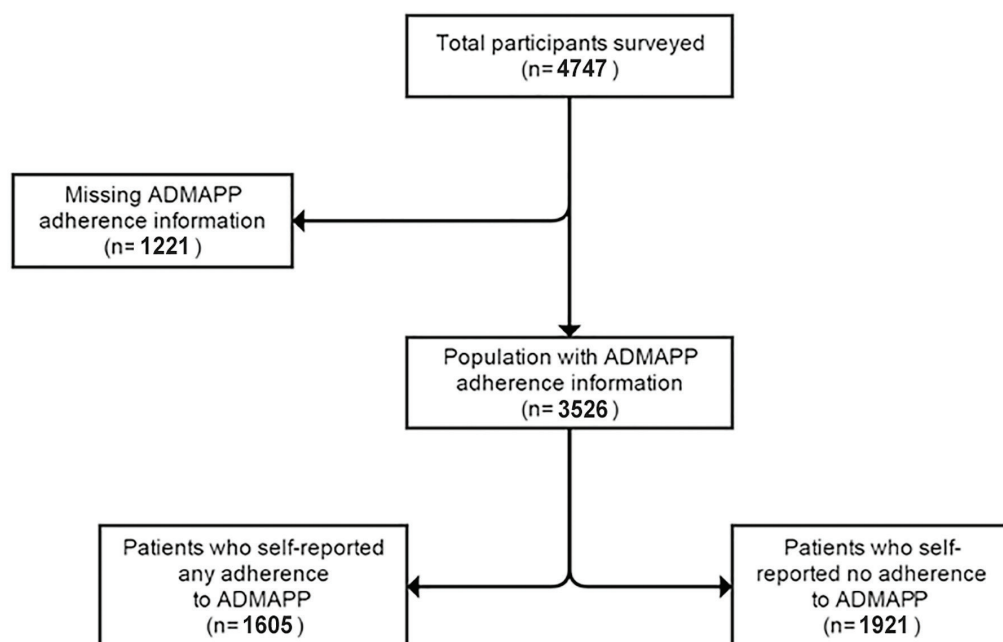 Total participants surveyed
(n= 4747)
Missing ADMAPP
adherence information
(n= 1221 )
Population with ADMAPP
adherence information
(n= 3526)
Patients who self-reported
any adherence
to ADMAPP
(n= 1605)
Patients who self-
reported no adherence
to ADMAPP
(n= 1921)